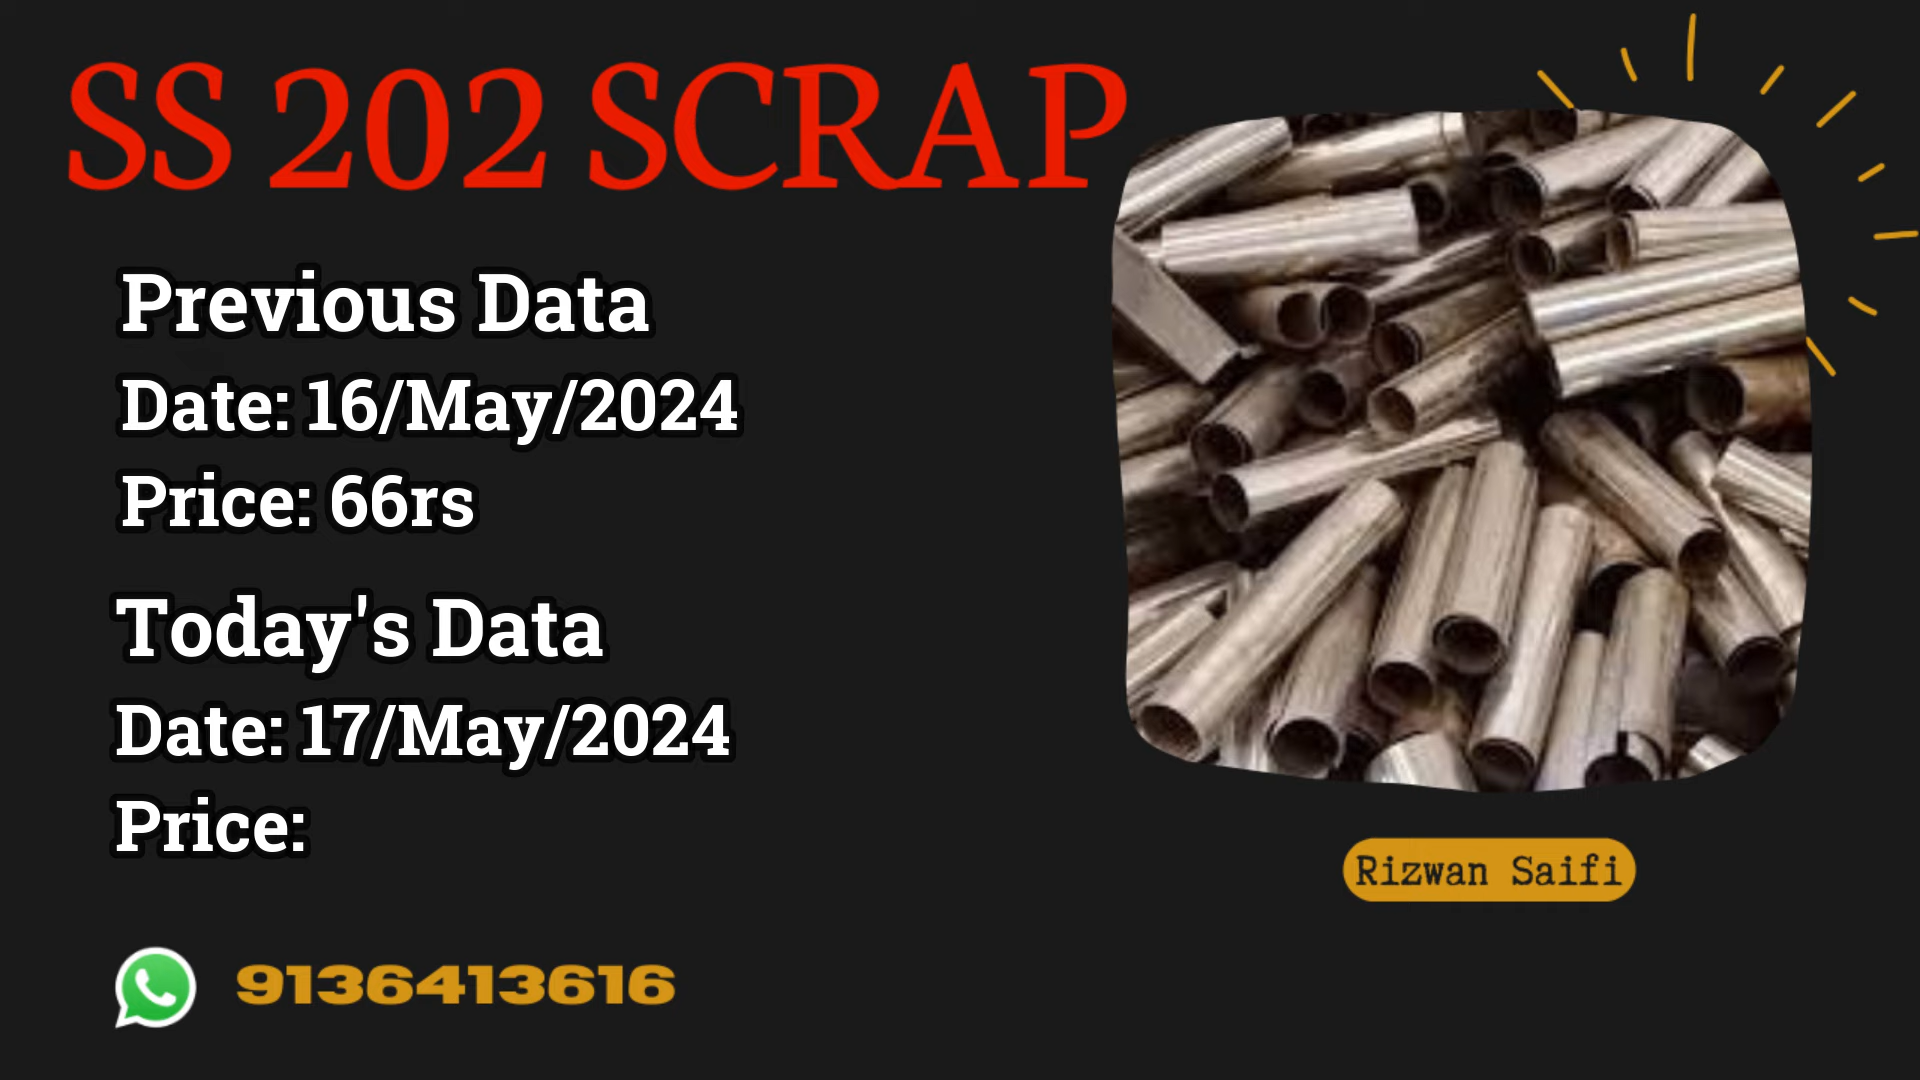 SS 202 SCRAP
Previous Data
Date: 16/May/2024
Price: 66rs
Today's Data
Date: 17/May/2024
Price:
Rizwan Saifi
9136413616